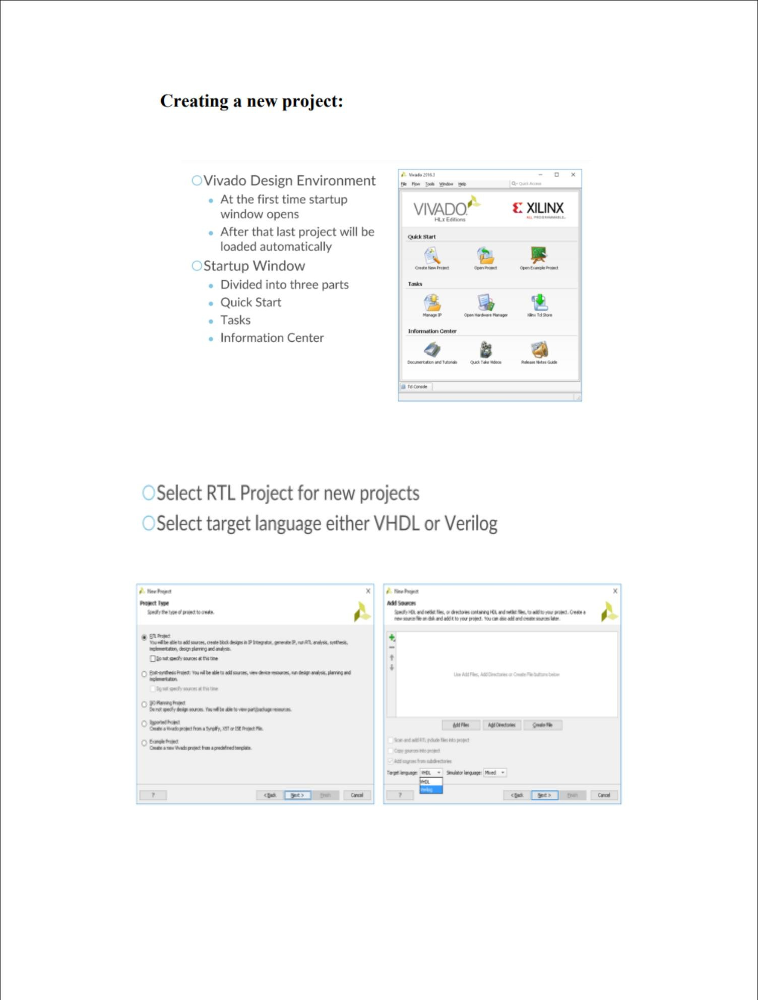 Creating a new project:
Vivado Design Environment
At the first time startup
window opens
After that last project will be
loaded automatically
Startup Window
Divided into three parts
Quick Start
Tasks
Information Center
Vivado 2016.3
File Flow Tools Window Help
Quick Access
VIVADO
HLx Editions
XILINX
ALL PROGRAMMABLE.
Quick Start
Create New Project Open Project Open Example Project
Tasks
Manage IP Open Hardware Manager Xilinx Tcl Store
Information Center
Documentation and Tutorials Quick Take Videos Release Notes Guide
Tcl Console
Select RTL Project for new projects
Select target language either VHDL or Verilog
New Project
Project Type
Specify the type of project to create.
RTL Project
You will be able to add sources, create block designs in IP Integrator, generate IP, run RTL analysis, synthesis,
implementation, design planning and analysis.
Do not specify sources at this time
Post-synthesis Project: You will be able to add sources, view device resources, run design analysis, planning and
implementation.
Do not specify sources at this time
I/O Planning Project
Do not specify design sources. You will be able to view part/package resources.
Imported Project
Create a Vivado project from a Synplify, XST or ISE Project File.
Example Project
Create a new Vivado project from a predefined template.
? < Back Next > Finish Cancel
New Project
Add Sources
Specify HDL and netlist files, or directories containing HDL and netlist files, to add to your project. Create a
new source file on disk and add it to your project. You can also add and create sources later.
Use Add Files, Add Directories or Create File buttons below
Add Files Add Directories Create File
Scan and add RTL include files into project
Copy sources into project
Add sources from subdirectories
Target language: VHDL Simulator language: Mixed
VHDL
Verilog
? < Back Next > Finish Cancel